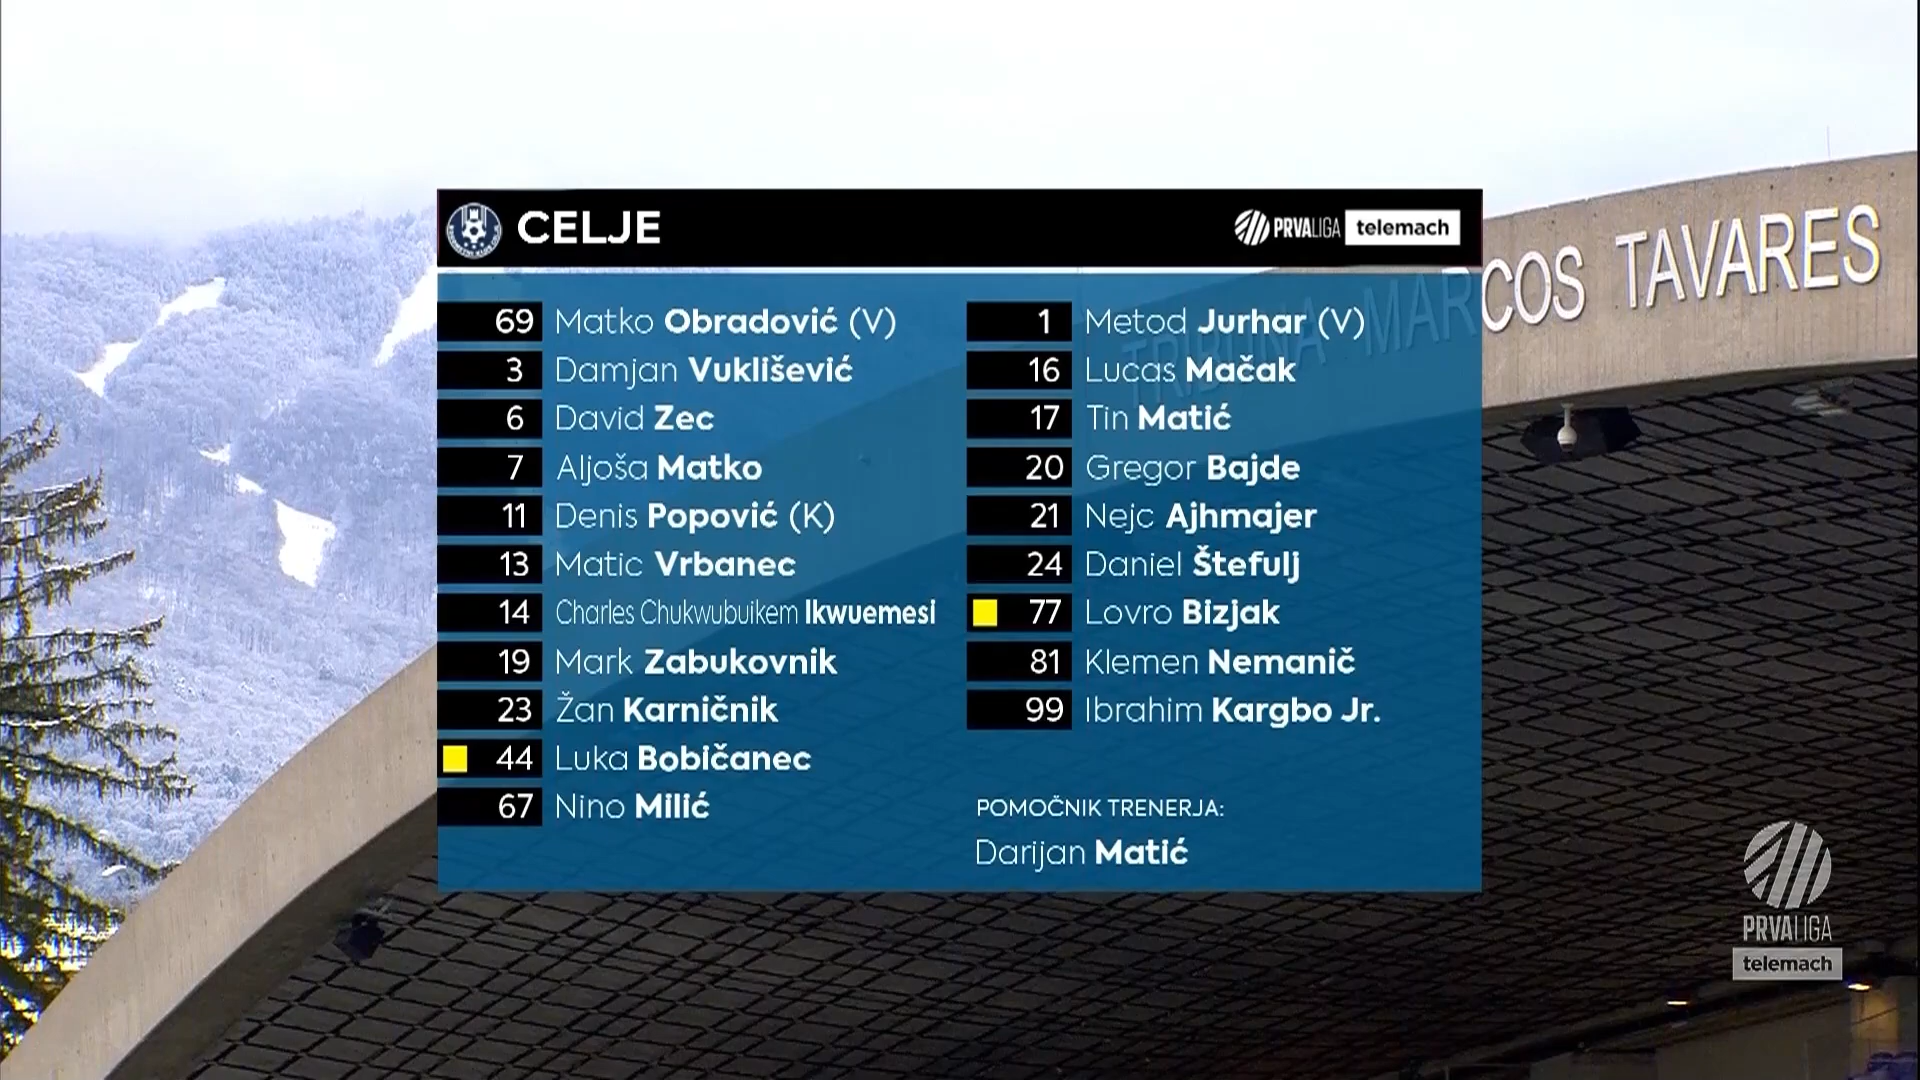 CELJE
PRVALIGA telemach
69 Matko Obradović (V)
3 Damjan Vuklišević
6 David Zec
7 Aljoša Matko
11 Denis Popović (K)
13 Matic Vrbanec
14 Charles Chukwubuikem Ikwuemesi
19 Mark Zabukovnik
23 Žan Karničnik
44 Luka Bobičanec
67 Nino Milić
1 Metod Jurhar (V)
16 Lucas Mačak
17 Tin Matić
20 Gregor Bajde
21 Nejc Ajhmajer
24 Daniel Štefulj
77 Lovro Bizjak
81 Klemen Nemanič
99 Ibrahim Kargbo Jr.
POMOČNIK TRENERJA:
Darijan Matić
TRIBUNA MARCOS TAVARES
PRVALIGA
telemach